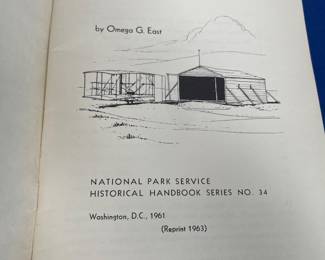 by Omega G. East
NATIONAL PARK SERVICE
HISTORICAL HANDBOOK SERIES NO. 34
Washington, D.C., 1961
(Reprint 1963)